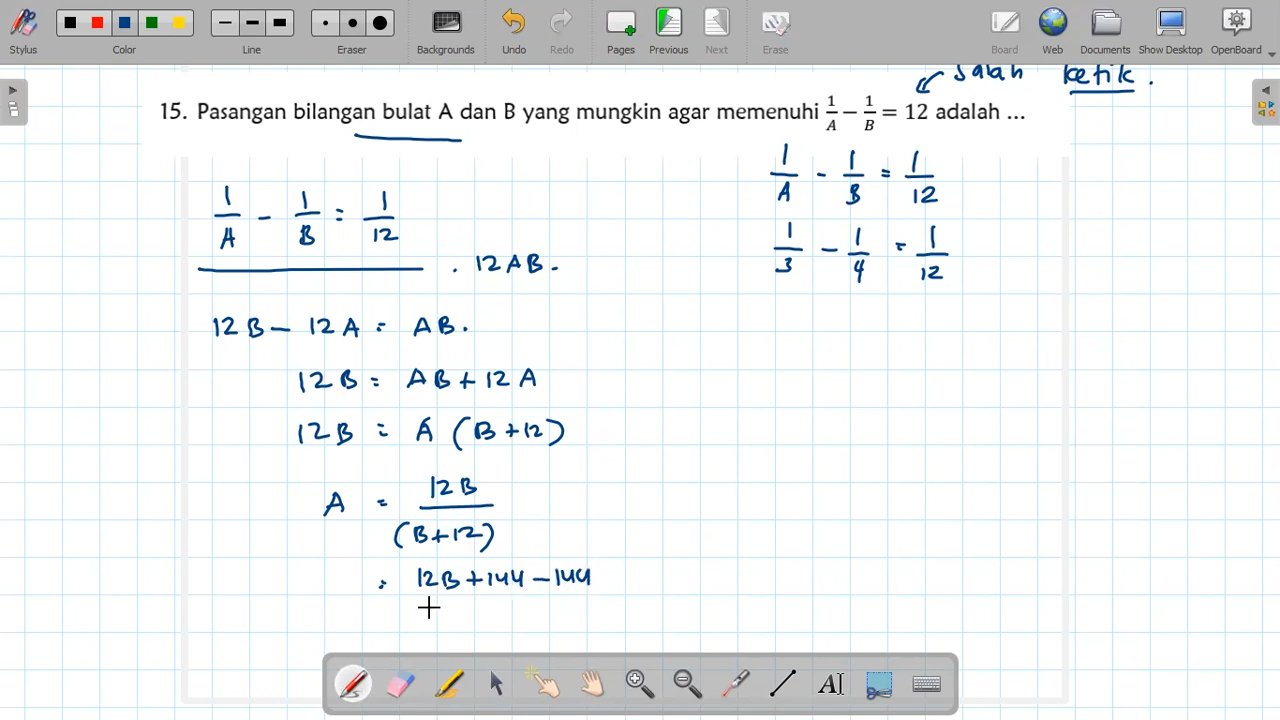 Stylus Color Line Eraser Backgrounds Undo Redo Pages Previous Next Erase Board Web Documents Show Desktop OpenBoard
salah ketik.
15. Pasangan bilangan bulat A dan B yang mungkin agar memenuhi 1/A − 1/B = 12 adalah ...
1/A − 1/B = 1/12
. 12AB.
12B − 12A = AB.
12B = AB + 12A
12B = A (B + 12)
A = 12B/(B+12)
= 12B + 144 − 144
1/A − 1/B = 1/12
1/3 − 1/4 = 1/12